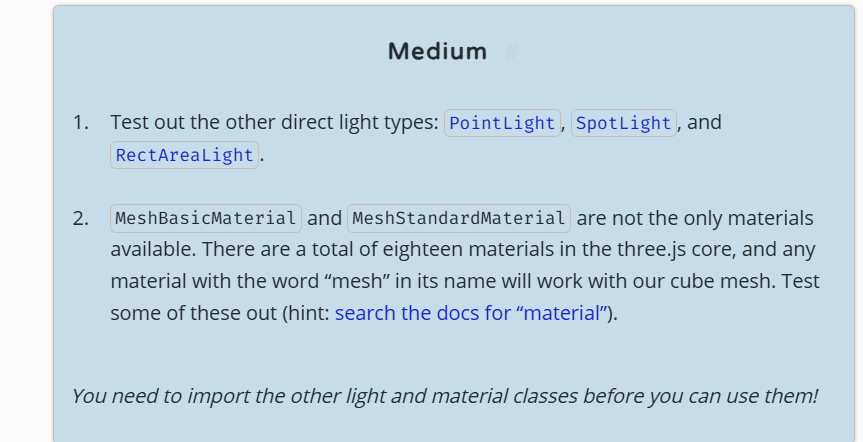 Medium #
1. Test out the other direct light types: PointLight, SpotLight, and
RectAreaLight.
2. MeshBasicMaterial and MeshStandardMaterial are not the only materials
available. There are a total of eighteen materials in the three.js core, and any
material with the word “mesh” in its name will work with our cube mesh. Test
some of these out (hint: search the docs for “material”).
You need to import the other light and material classes before you can use them!